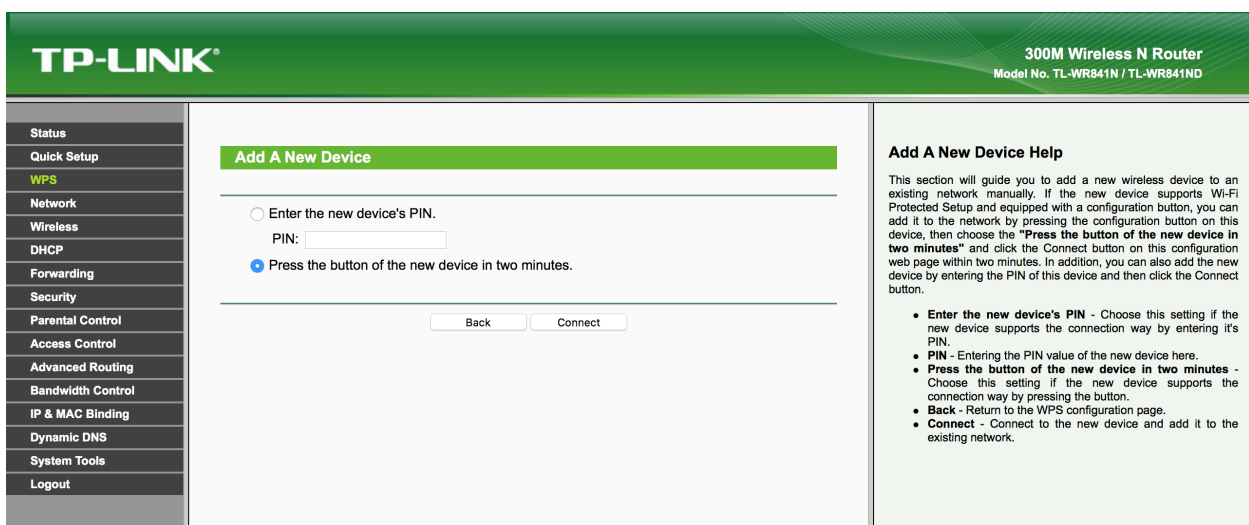 TP-LINK®
300M Wireless N Router
Model No. TL-WR841N / TL-WR841ND
Status
Quick Setup
WPS
Network
Wireless
DHCP
Forwarding
Security
Parental Control
Access Control
Advanced Routing
Bandwidth Control
IP & MAC Binding
Dynamic DNS
System Tools
Logout
Add A New Device
Enter the new device's PIN.
PIN:
Press the button of the new device in two minutes.
Back Connect
Add A New Device Help
This section will guide you to add a new wireless device to an
existing network manually. If the new device supports Wi-Fi
Protected Setup and equipped with a configuration button, you can
add it to the network by pressing the configuration button on this
device, then choose the "Press the button of the new device in
two minutes" and click the Connect button on this configuration
web page within two minutes. In addition, you can also add the new
device by entering the PIN of this device and then click the Connect
button.
• Enter the new device's PIN - Choose this setting if the
new device supports the connection way by entering it's
PIN.
• PIN - Entering the PIN value of the new device here.
• Press the button of the new device in two minutes -
Choose this setting if the new device supports the
connection way by pressing the button.
• Back - Return to the WPS configuration page.
• Connect - Connect to the new device and add it to the
existing network.